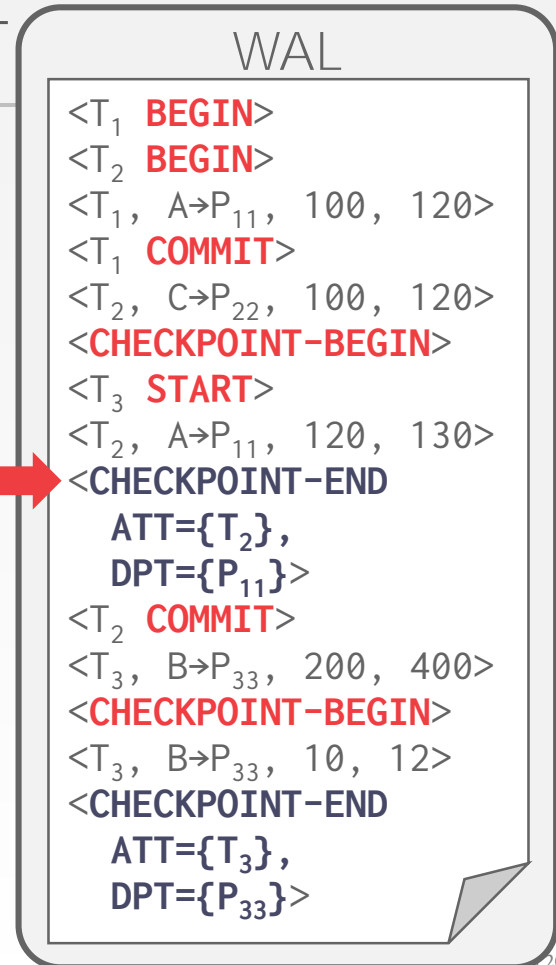 WAL
<T₁ BEGIN>
<T₂ BEGIN>
<T₁, A→P₁₁, 100, 120>
<T₁ COMMIT>
<T₂, C→P₂₂, 100, 120>
<CHECKPOINT-BEGIN>
<T₃ START>
<T₂, A→P₁₁, 120, 130>
<CHECKPOINT-END
ATT={T₂},
DPT={P₁₁}>
<T₂ COMMIT>
<T₃, B→P₃₃, 200, 400>
<CHECKPOINT-BEGIN>
<T₃, B→P₃₃, 10, 12>
<CHECKPOINT-END
ATT={T₃},
DPT={P₃₃}>